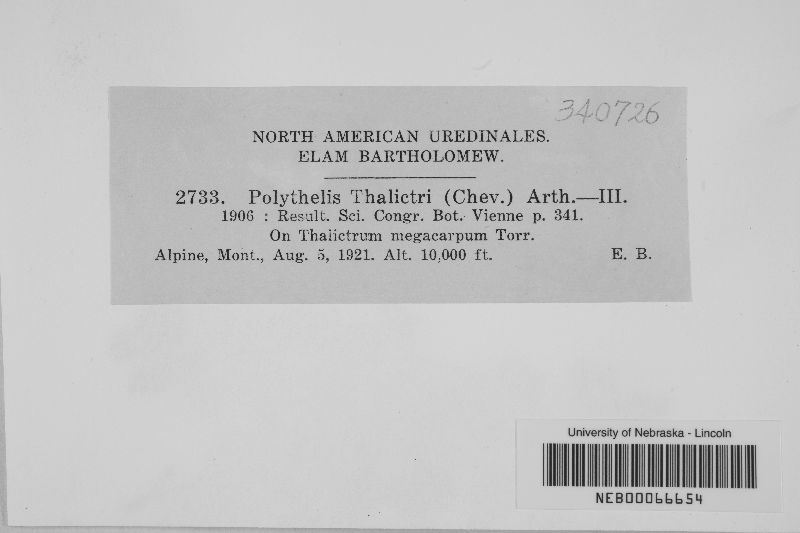 340726
NORTH AMERICAN UREDINALES.
ELAM BARTHOLOMEW.
2733. Polythelis Thalictri (Chev.) Arth.—III.
1906 : Result. Sci. Congr. Bot. Vienne p. 341.
On Thalictrum megacarpum Torr.
Alpine, Mont., Aug. 5, 1921. Alt. 10,000 ft. E. B.
University of Nebraska - Lincoln
NEB00066654